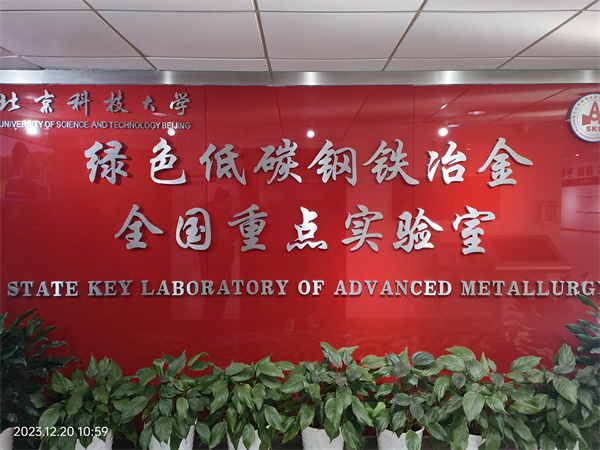 北京科技大学
UNIVERSITY OF SCIENCE AND TECHNOLOGY BEIJING
绿色低碳钢铁冶金
全国重点实验室
STATE KEY LABORATORY OF ADVANCED METALLURGY
2023.12.20 10:59